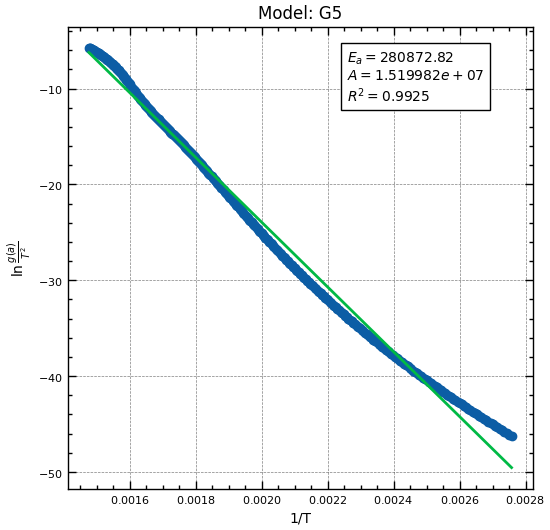 Model: G5
E_a = 280872.82
A = 1.519982e + 07
R^2 = 0.9925
−10
−20
−30
−40
−50
ln g(a)/T^2
0.0016 0.0018 0.0020 0.0022 0.0024 0.0026 0.0028
1/T